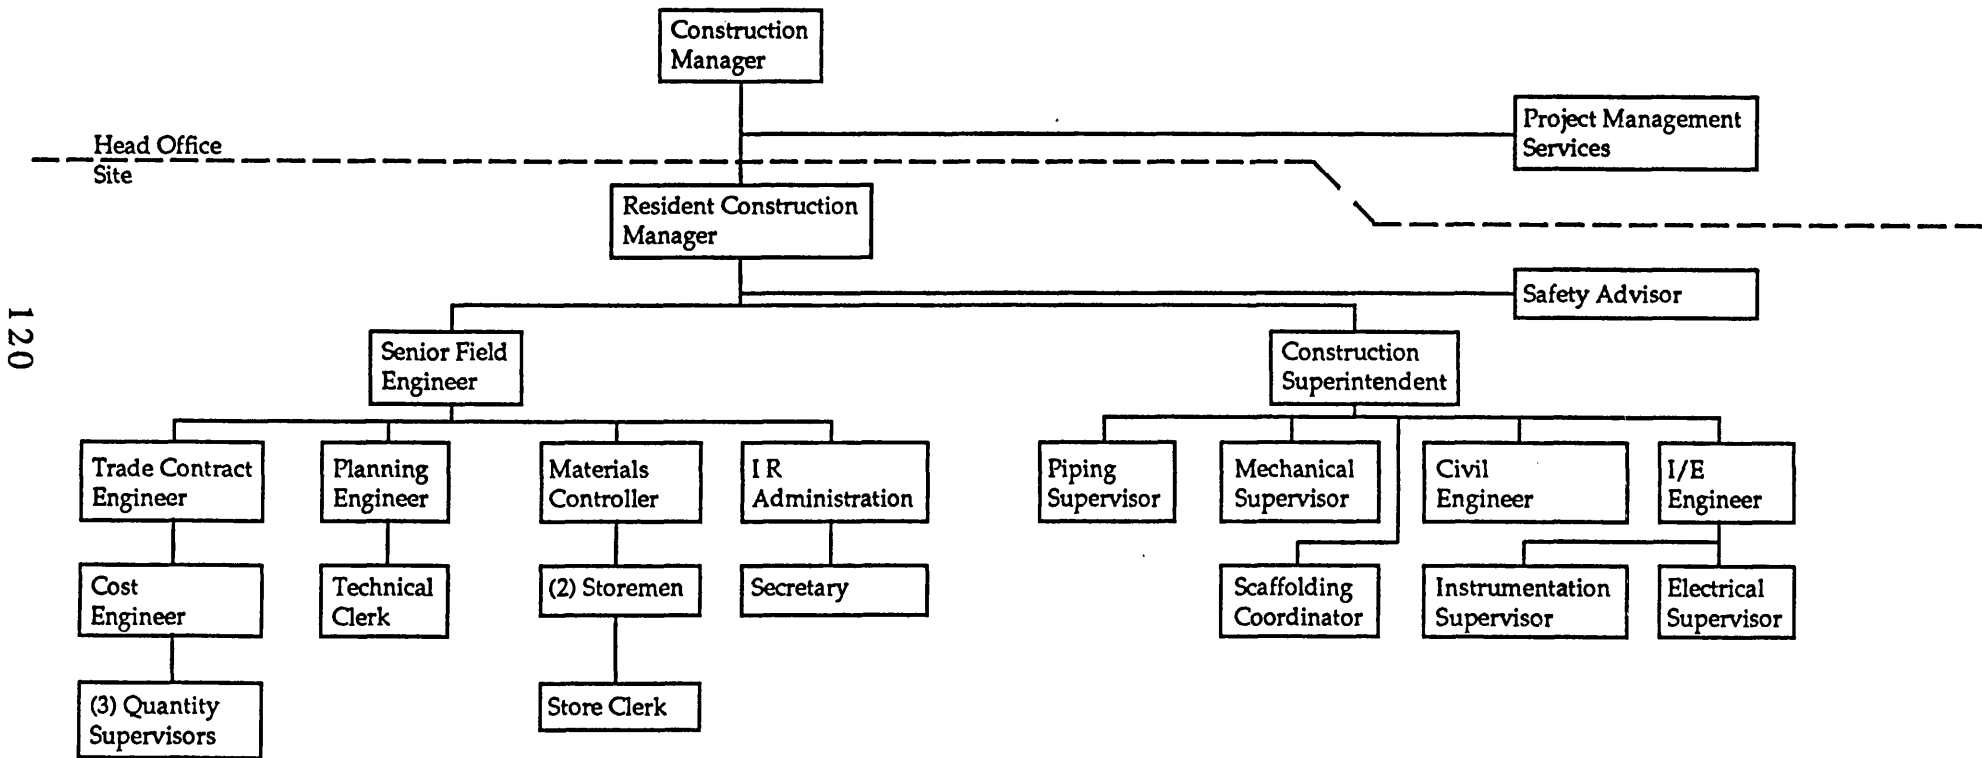 Construction
Manager
Project Management
Services
Head Office
Site
Resident Construction
Manager
Safety Advisor
120
Senior Field
Engineer
Construction
Superintendent
Trade Contract
Engineer
Planning
Engineer
Materials
Controller
I R
Administration
Piping
Supervisor
Mechanical
Supervisor
Civil
Engineer
I/E
Engineer
Cost
Engineer
Technical
Clerk
(2) Storemen
Secretary
Scaffolding
Coordinator
Instrumentation
Supervisor
Electrical
Supervisor
(3) Quantity
Supervisors
Store Clerk